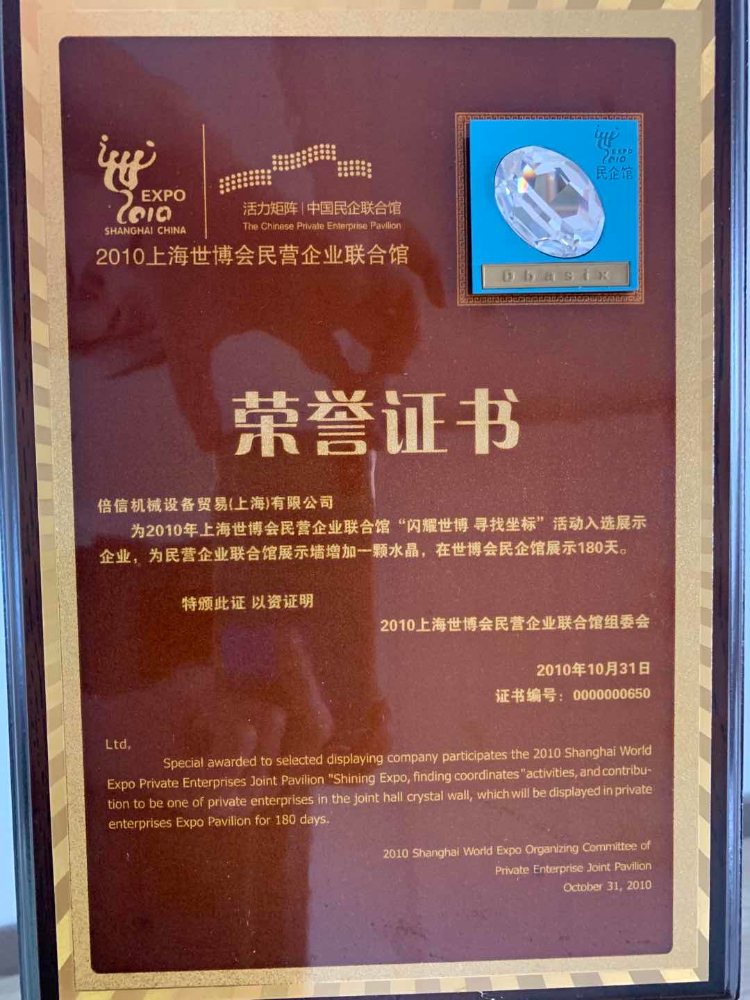 EXPO
2010
SHANGHAI CHINA
活力矩阵|中国民企联合馆
The Chinese Private Enterprise Pavilion
2010上海世博会民营企业联合馆
EXPO
2010
民企馆
Dbasix
荣誉证书
倍信机械设备贸易(上海)有限公司
为2010年上海世博会民营企业联合馆“闪耀世博 寻找坐标”活动入选展示
企业，为民营企业联合馆展示墙增加一颗水晶，在世博会民企馆展示180天。
特颁此证 以资证明
2010上海世博会民营企业联合馆组委会
2010年10月31日
证书编号：0000000650
Ltd,
Special awarded to selected displaying company participates the 2010 Shanghai World
Expo Private Enterprises Joint Pavilion "Shining Expo, finding coordinates" activities, and contribu-
tion to be one of private enterprises in the joint hall crystal wall, which will be displayed in private
enterprises Expo Pavilion for 180 days.
2010 Shanghai World Expo Organizing Committee of
Private Enterprise Joint Pavilion
October 31, 2010